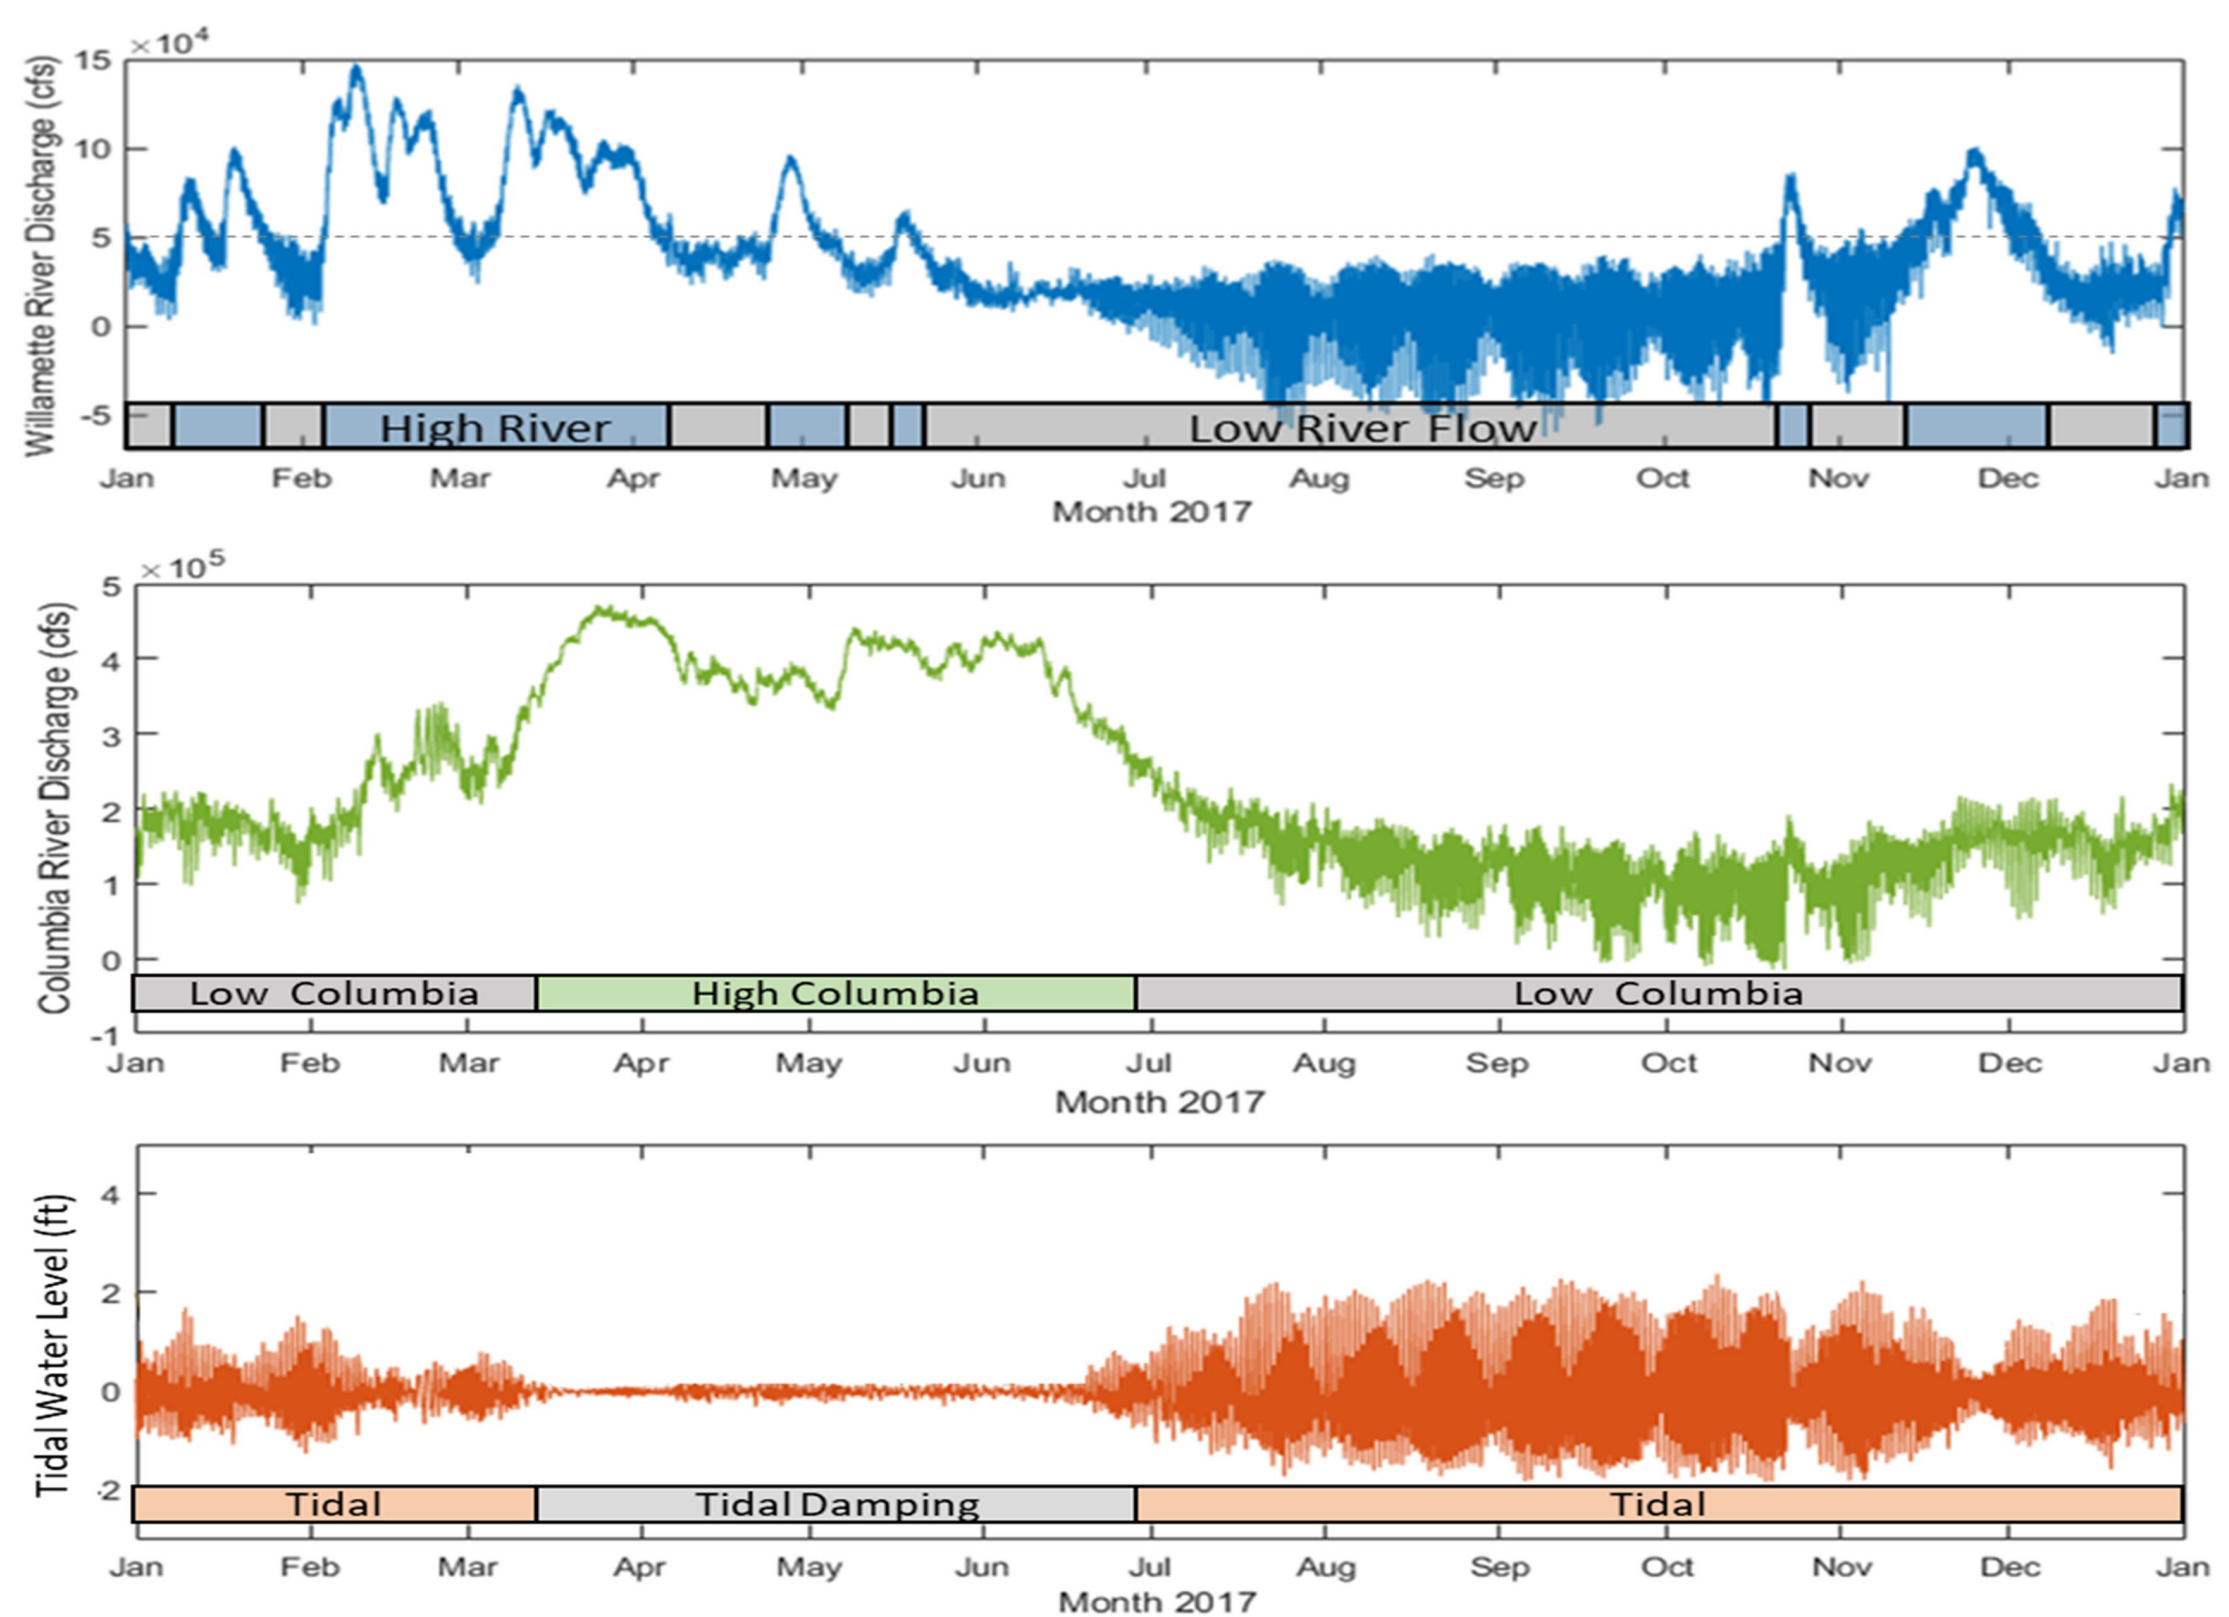 ×10⁴
Willamette River Discharge (cfs)
15
10
5
0
-5
High River
Low River Flow
Jan Feb Mar Apr May Jun Jul Aug Sep Oct Nov Dec Jan
Month 2017
×10⁵
Columbia River Discharge (cfs)
5
4
3
2
1
0
-1
Low Columbia
High Columbia
Low Columbia
Jan Feb Mar Apr May Jun Jul Aug Sep Oct Nov Dec Jan
Month 2017
Tidal Water Level (ft)
4
2
0
-2
Tidal
Tidal Damping
Tidal
Jan Feb Mar Apr May Jun Jul Aug Sep Oct Nov Dec Jan
Month 2017